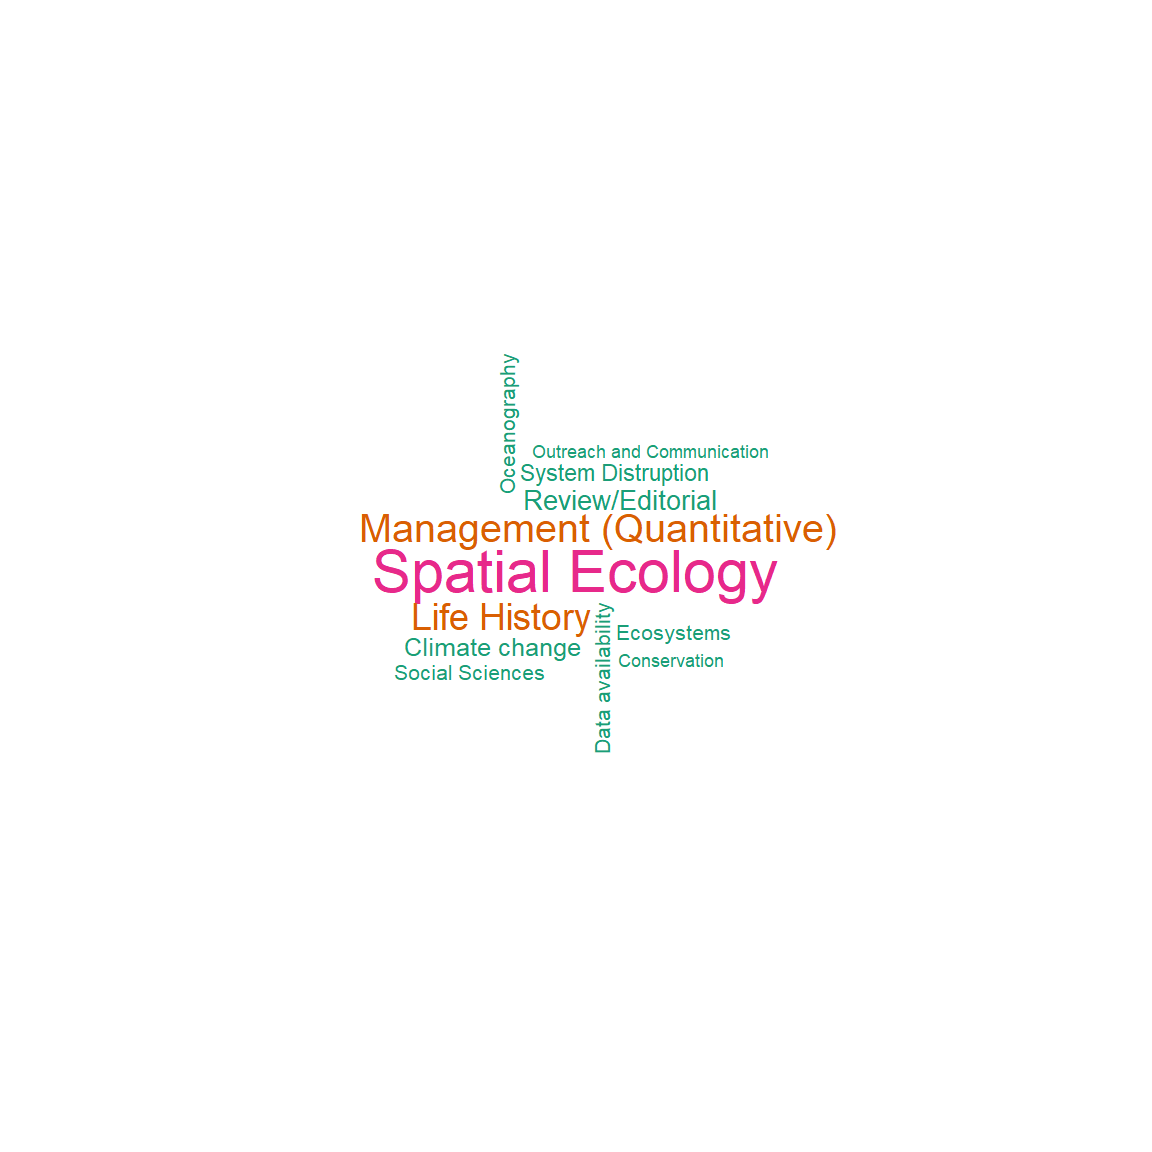 Oceanography
Outreach and Communication
System Distruption
Review/Editorial
Management (Quantitative)
Spatial Ecology
Life History
Data availability
Ecosystems
Climate change
Conservation
Social Sciences